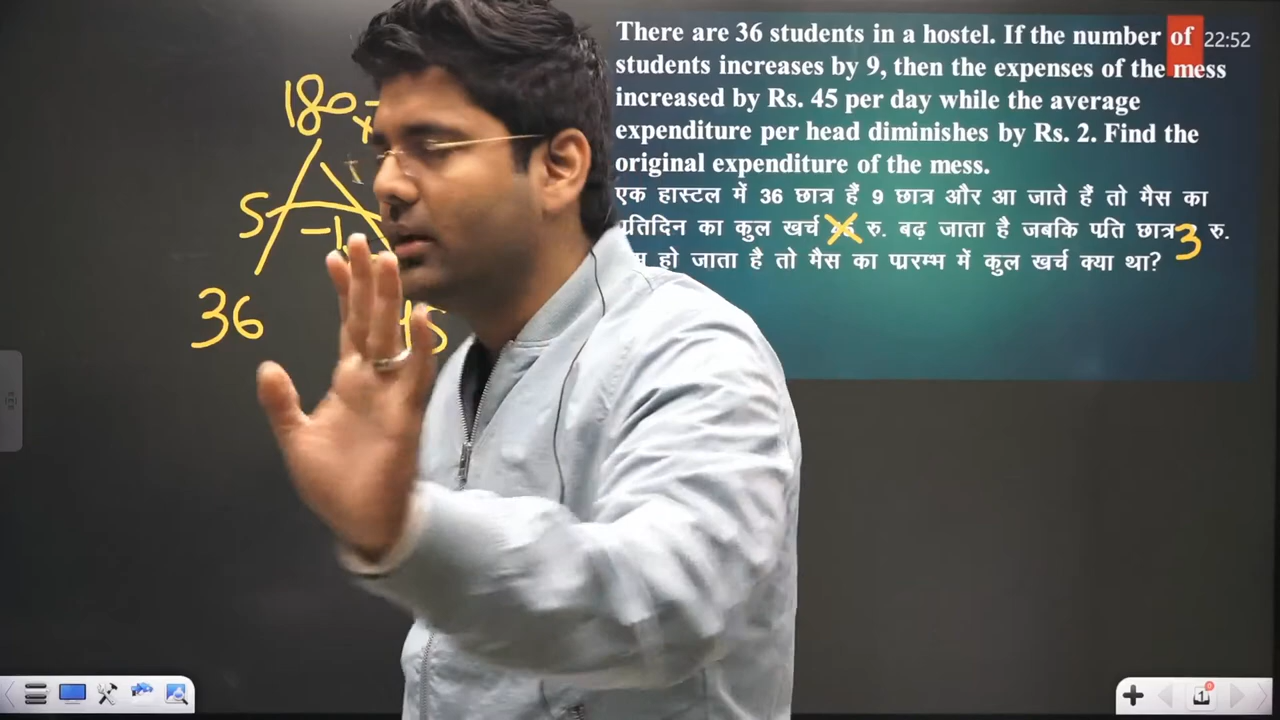 There are 36 students in a hostel. If the number of
22:52
students increases by 9, then the expenses of the mess
increased by Rs. 45 per day while the average
expenditure per head diminishes by Rs. 2. Find the
original expenditure of the mess.
एक हास्टल में 36 छात्र हैं 9 छात्र और आ जाते हैं तो मैस का
प्रतिदिन का कुल खर्च रु. बढ़ जाता है जबकि प्रति छात्र 3 रु.
हो जाता है तो मैस का प्रारम्भ में कुल खर्च क्या था?
180
5
-1
36
1